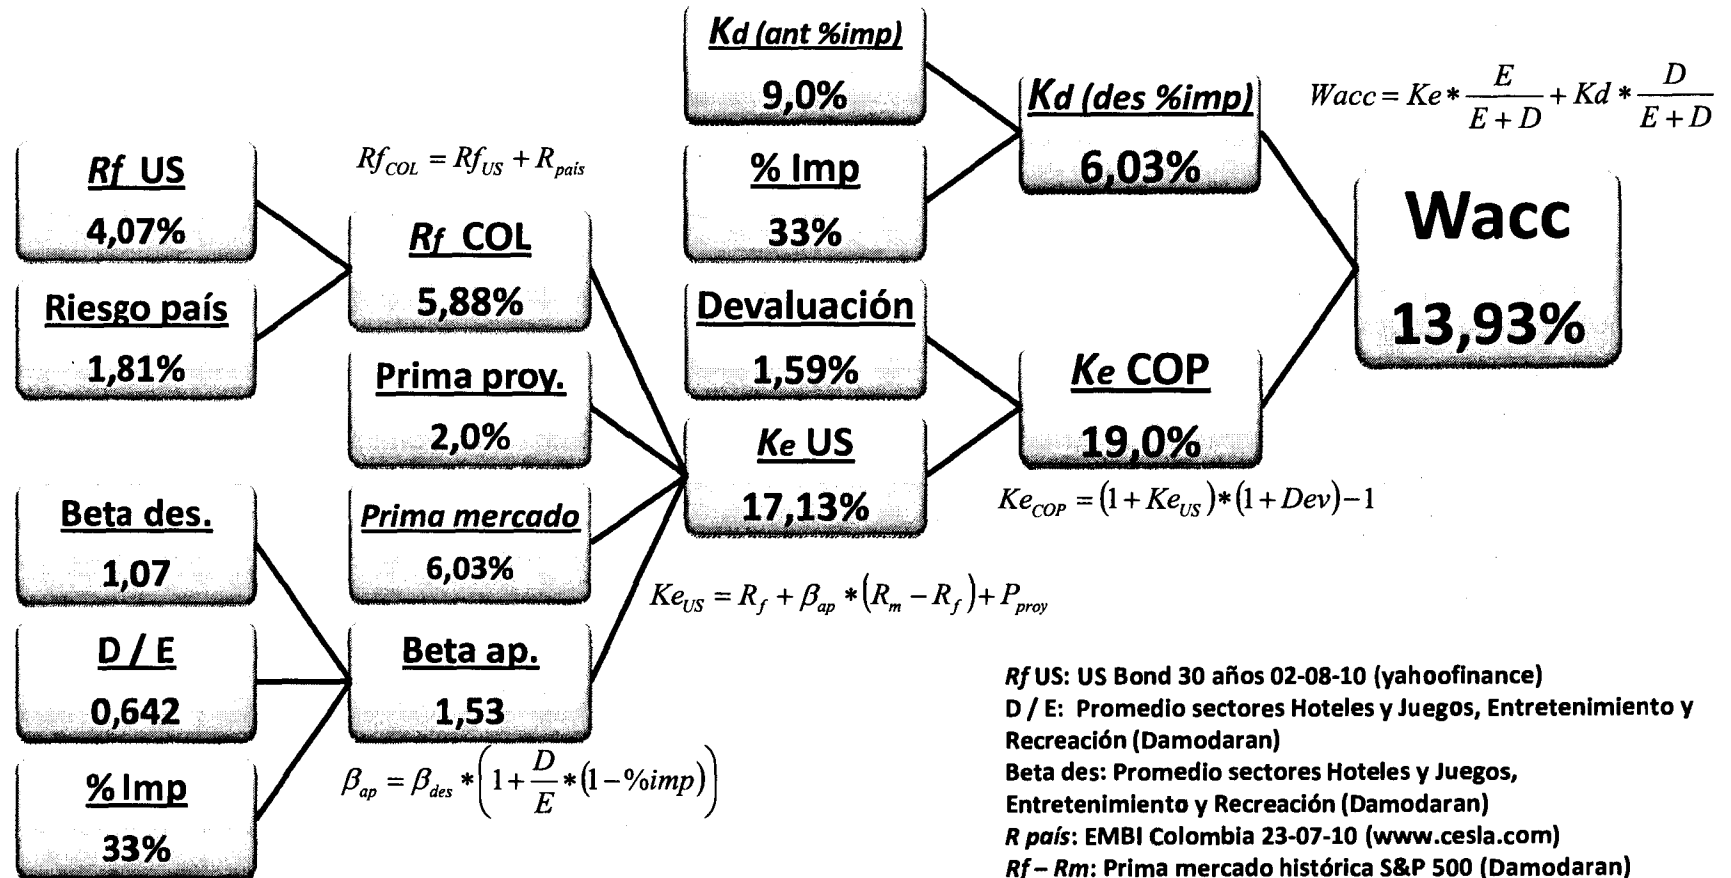 Kd (ant %imp)
9,0%
% Imp
33%
Kd (des %imp)
6,03%
Wacc = Ke * E / (E + D) + Kd * D / (E + D)
Wacc
13,93%
Rf US
4,07%
Riesgo país
1,81%
Rf_COL = Rf_US + R_país
Rf COL
5,88%
Prima proy.
2,0%
Prima mercado
6,03%
Devaluación
1,59%
Ke US
17,13%
Ke COP
19,0%
Ke_COP = (1 + Ke_US) * (1 + Dev) − 1
Ke_US = R_f + β_ap * (R_m − R_f) + P_proy
Beta des.
1,07
D / E
0,642
% Imp
33%
Beta ap.
1,53
β_ap = β_des * (1 + D/E * (1 − %imp))
Rf US: US Bond 30 años 02-08-10 (yahoofinance)
D / E: Promedio sectores Hoteles y Juegos, Entretenimiento y
Recreación (Damodaran)
Beta des: Promedio sectores Hoteles y Juegos,
Entretenimiento y Recreación (Damodaran)
R país: EMBI Colombia 23-07-10 (www.cesla.com)
Rf – Rm: Prima mercado histórica S&P 500 (Damodaran)